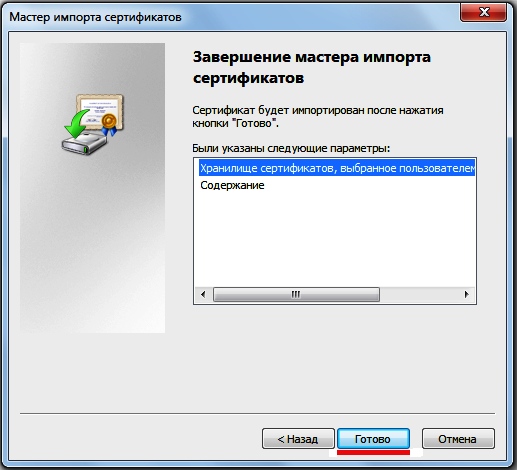 Мастер импорта сертификатов
Завершение мастера импорта
сертификатов
Сертификат будет импортирован после нажатия
кнопки "Готово".
Были указаны следующие параметры:
Хранилище сертификатов, выбранное пользователем
Содержание
< Назад
Готово
Отмена